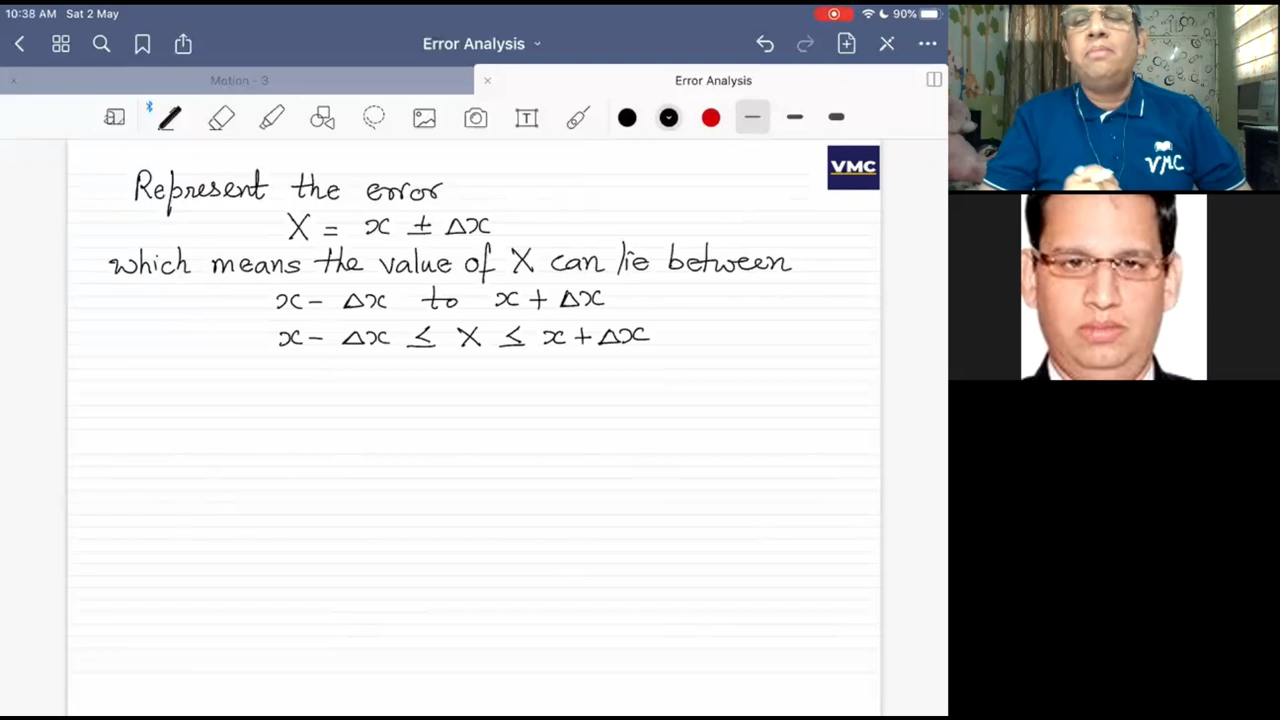 10:38 AM Sat 2 May
90%
Error Analysis
Motion - 3
Error Analysis
T
VMC
Represent the error
X = x ± Δx
which means the value of X can lie between
x - Δx to x + Δx
x - Δx ≤ X ≤ x + Δx
VMC